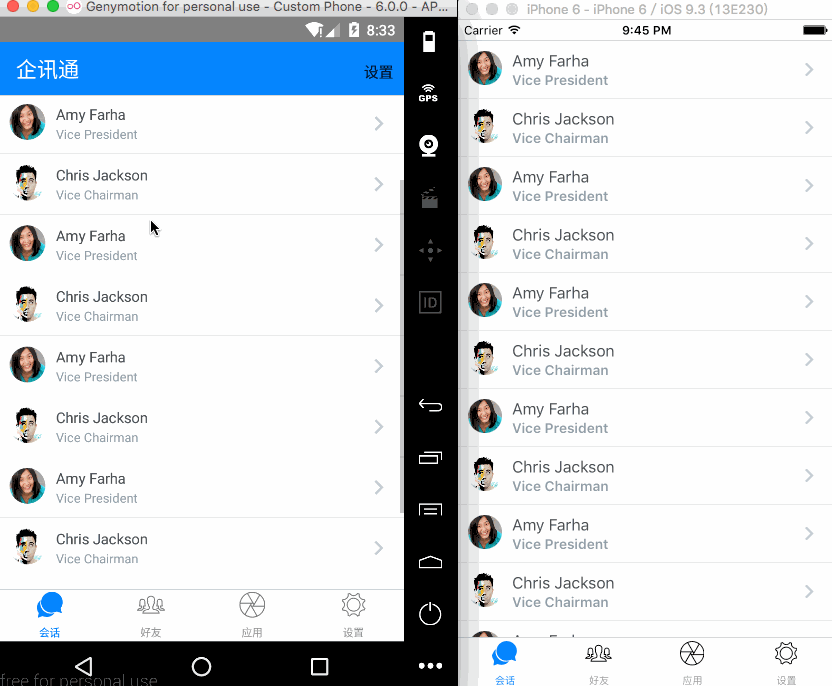 Genymotion for personal use - Custom Phone - 6.0.0 - AP...
8:33
企讯通
设置
Amy Farha
Vice President
Chris Jackson
Vice Chairman
Amy Farha
Vice President
Chris Jackson
Vice Chairman
Amy Farha
Vice President
Chris Jackson
Vice Chairman
Amy Farha
Vice President
Chris Jackson
Vice Chairman
会话
好友
应用
设置
free for personal use
GPS
ID
iPhone 6 - iPhone 6 / iOS 9.3 (13E230)
Carrier
9:45 PM
Amy Farha
Vice President
Chris Jackson
Vice Chairman
Amy Farha
Vice President
Chris Jackson
Vice Chairman
Amy Farha
Vice President
Chris Jackson
Vice Chairman
Amy Farha
Vice President
Chris Jackson
Vice Chairman
Amy Farha
Vice President
Chris Jackson
Vice Chairman
Amy Farha
会话
好友
应用
设置